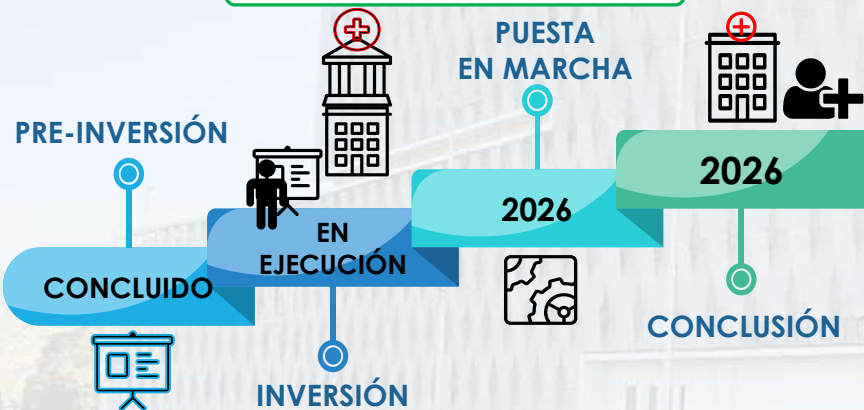 PUESTA
EN MARCHA
PRE-INVERSIÓN
2026
2026
EN
EJECUCIÓN
CONCLUIDO
CONCLUSIÓN
INVERSIÓN